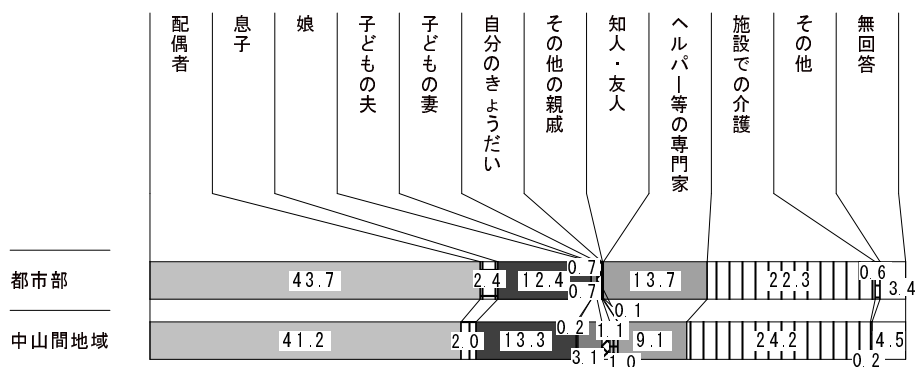 配偶者
息子
娘
子どもの夫
子どもの妻
自分のきょうだい
その他の親戚
知人・友人
ヘルパー等の専門家
施設での介護
その他
無回答
都市部
43.7
2.4
12.4
0.7
0.7
0.1
13.7
22.3
0.6
3.4
中山間地域
41.2
2.0
13.3
0.2
3.1
1.1
1.0
9.1
24.2
0.2
4.5